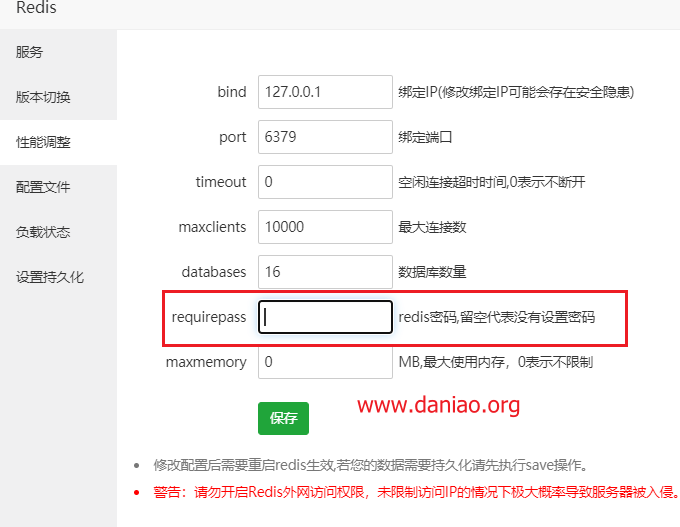 Redis
服务
版本切换
性能调整
配置文件
负载状态
设置持久化
bind 127.0.0.1 绑定IP(修改绑定IP可能会存在安全隐患)
port 6379 绑定端口
timeout 0 空闲连接超时时间,0表示不断开
maxclients 10000 最大连接数
databases 16 数据库数量
requirepass redis密码,留空代表没有设置密码
maxmemory 0 MB,最大使用内存，0表示不限制
保存
www.daniao.org
修改配置后需要重启redis生效,若您的数据需要持久化请先执行save操作。
警告：请勿开启Redis外网访问权限，未限制访问IP的情况下极大概率导致服务器被入侵。